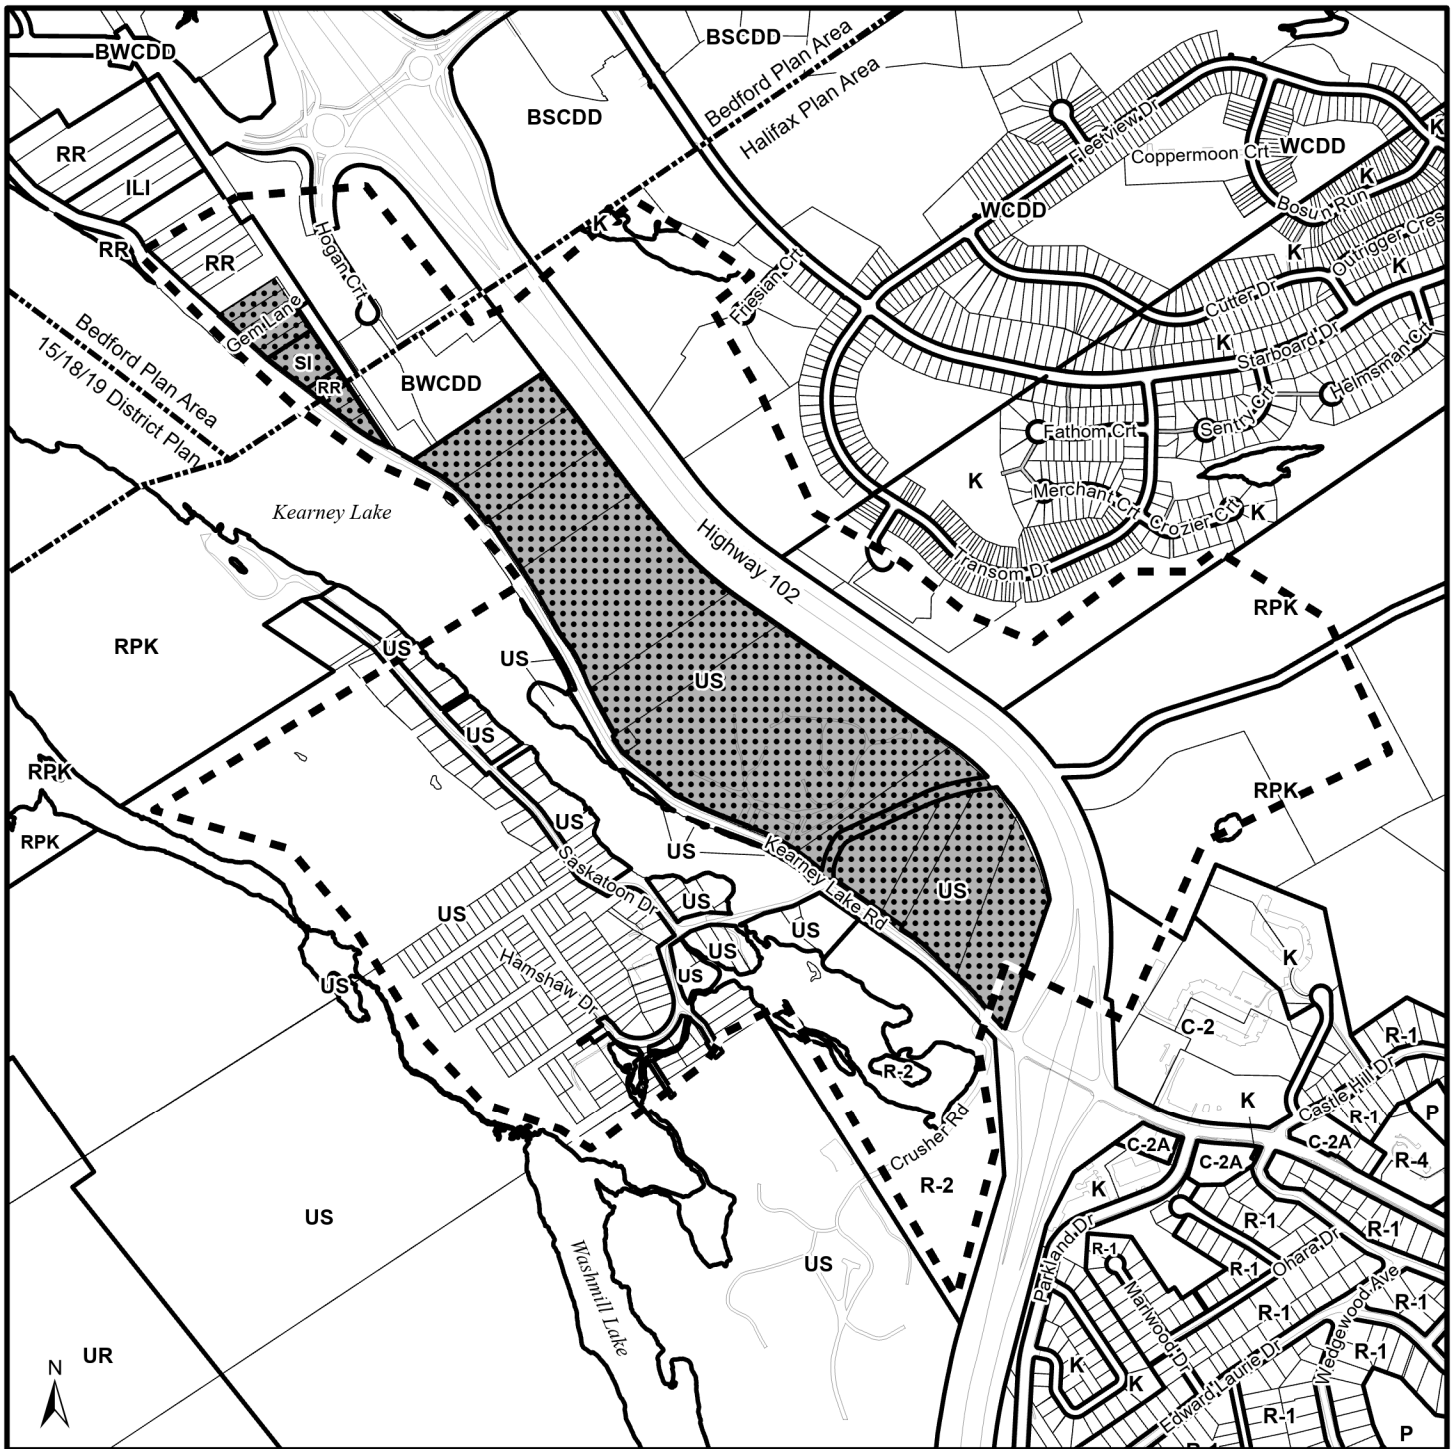 BWCDD
BSCDD
Bedford Plan Area
Halifax Plan Area
BSCDD
Fleetview Dr
Coppermoon Crt
WCDD
K
K
RR
ILI
Bosun Run
WCDD
K
Outrigger Cres
K
RR
RR
Hogan Crt
K
Friesian Crt
Cutter Dr
K
Starboard Dr
Helmsman Crt
Gemi Lane
SI
RR
BWCDD
Bedford Plan Area
15/18/19 District Plan
Sentry Crt
Fathom Crt
K
Merchant Crt
Crozier Crt
K
Kearney Lake
Highway 102
Transom Dr
RPK
RPK
US
US
US
US
RPK
RPK
RPK
US
US
Kearney Lake Rd
Saskatoon Dr
US
US
US
US
US
US
US
Hamshaw Dr
US
K
C-2
R-1
Castle Hill Dr
R-2
K
R-1
P
Crusher Rd
C-2A
C-2A
C-2A
R-4
R-2
K
US
R-1
R-1
Parkland Dr
R-1
Ohara Dr
R-1
US
Washmill Lake
Marlwood Dr
R-1
R-1
Wedgewood Ave
R-1
UR
N
K
K
Edward Laurie Dr
R-1
P